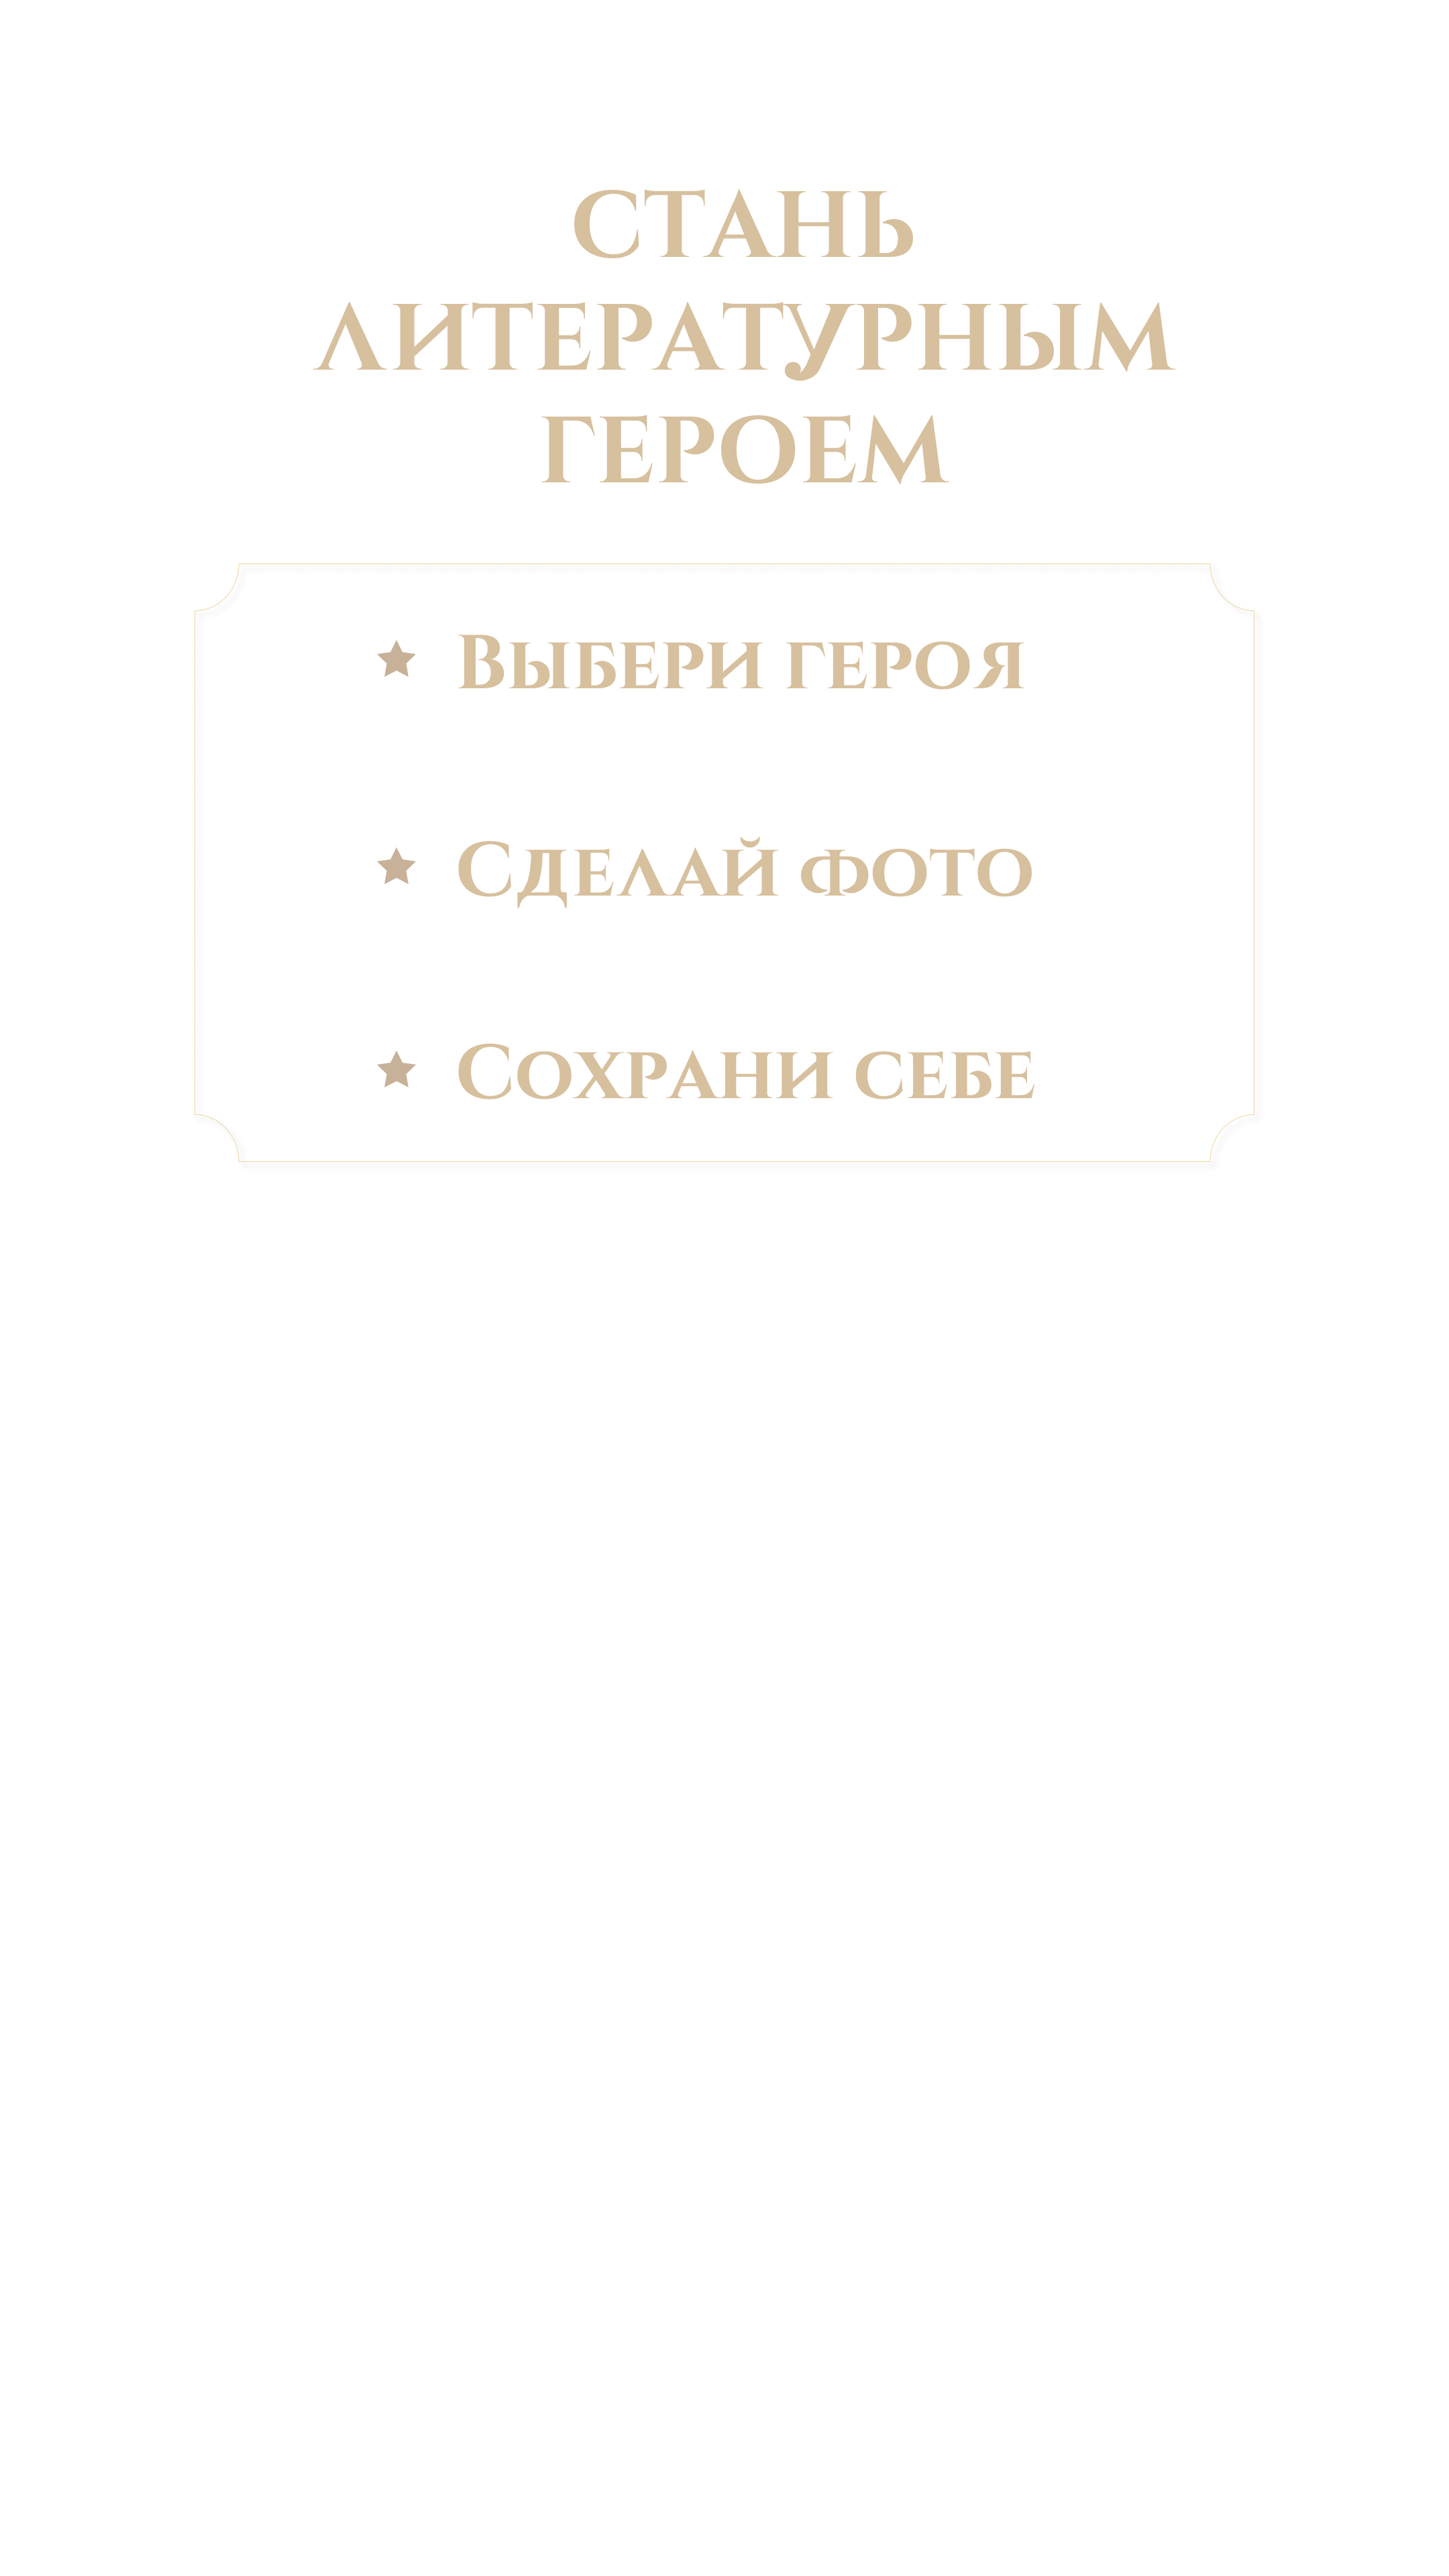 СТАНЬ
ЛИТЕРАТУРНЫМ
ГЕРОЕМ
Выбери героя
Сделай фото
Сохрани себе